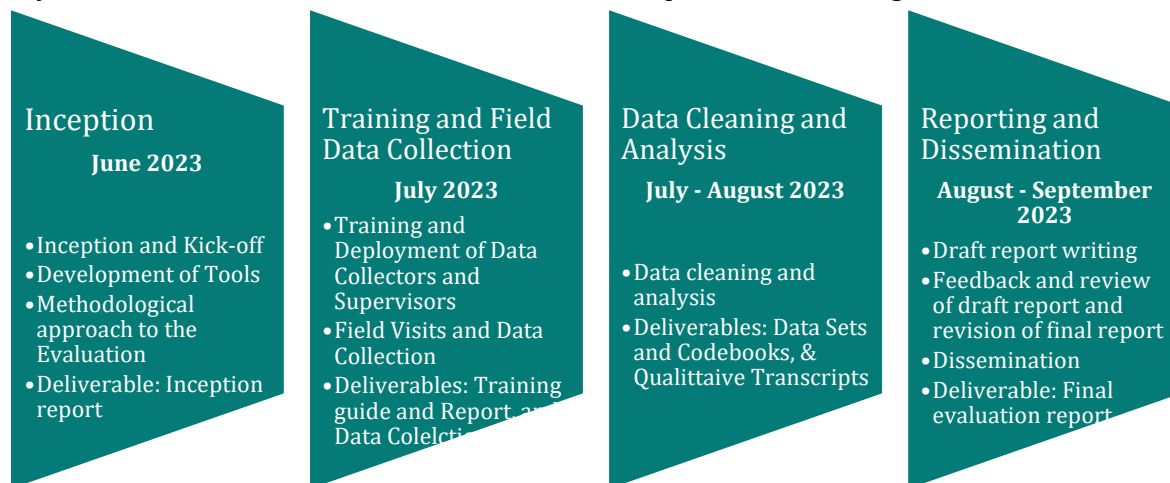 Inception
June 2023
•Inception and Kick-off
•Development of Tools
•Methodological
approach to the
Evaluation
•Deliverable: Inception
report
Training and Field
Data Collection
July 2023
•Training and
Deployment of Data
Collectors and
Supervisors
•Field Visits and Data
Collection
•Deliverables: Training
guide and Report, and
Data
Data Cleaning and
Analysis
July - August 2023
•Data cleaning and
analysis
•Deliverables: Data Sets
and Codebooks, &
Qualittaive Transcripts
Reporting and
Dissemination
August - September
2023
•Draft report writing
•Feedback and review
of draft report and
revision of final report
•Dissemination
•Deliverable: Final
evaluation report